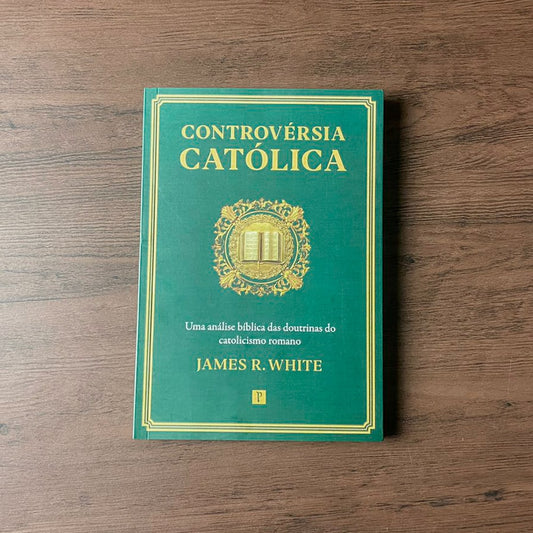 CONTROVÉRSIA
CATÓLICA
Uma análise bíblica das doutrinas do
catolicismo romano
JAMES R. WHITE
P